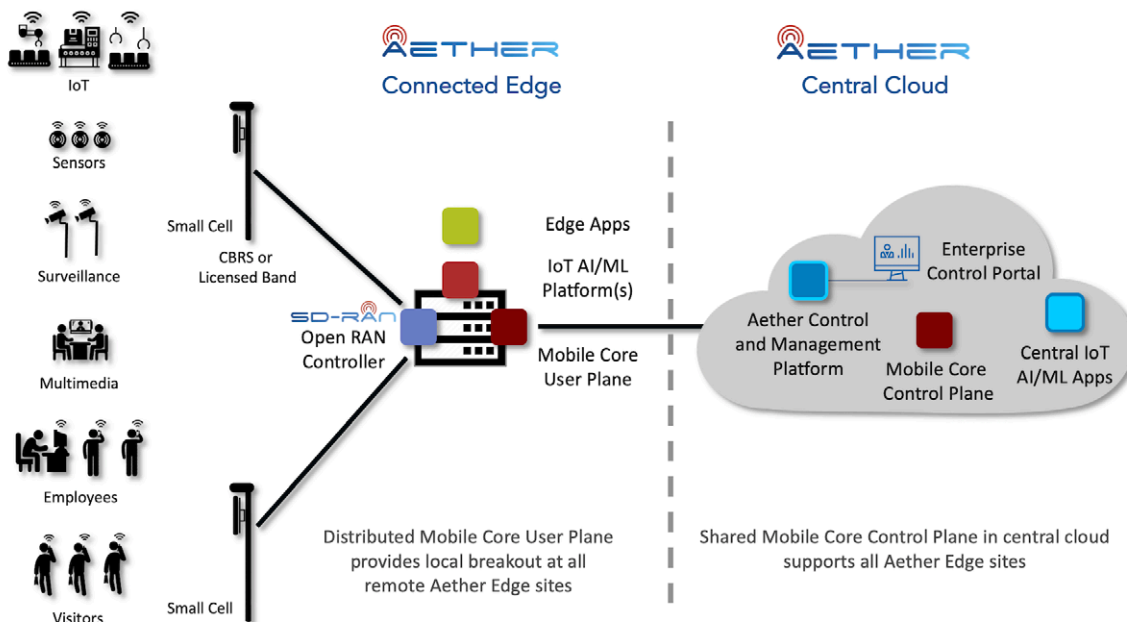 AETHER
Connected Edge
AETHER
Central Cloud
IoT
Sensors
Surveillance
Multimedia
Employees
Visitors
Small Cell
CBRS or
Licensed Band
Small Cell
SD-RAN
Open RAN
Controller
Edge Apps
IoT AI/ML
Platform(s)
Mobile Core
User Plane
Enterprise
Control Portal
Aether Control
and Management
Platform
Mobile Core
Control Plane
Central IoT
AI/ML Apps
Distributed Mobile Core User Plane
provides local breakout at all
remote Aether Edge sites
Shared Mobile Core Control Plane in central cloud
supports all Aether Edge sites